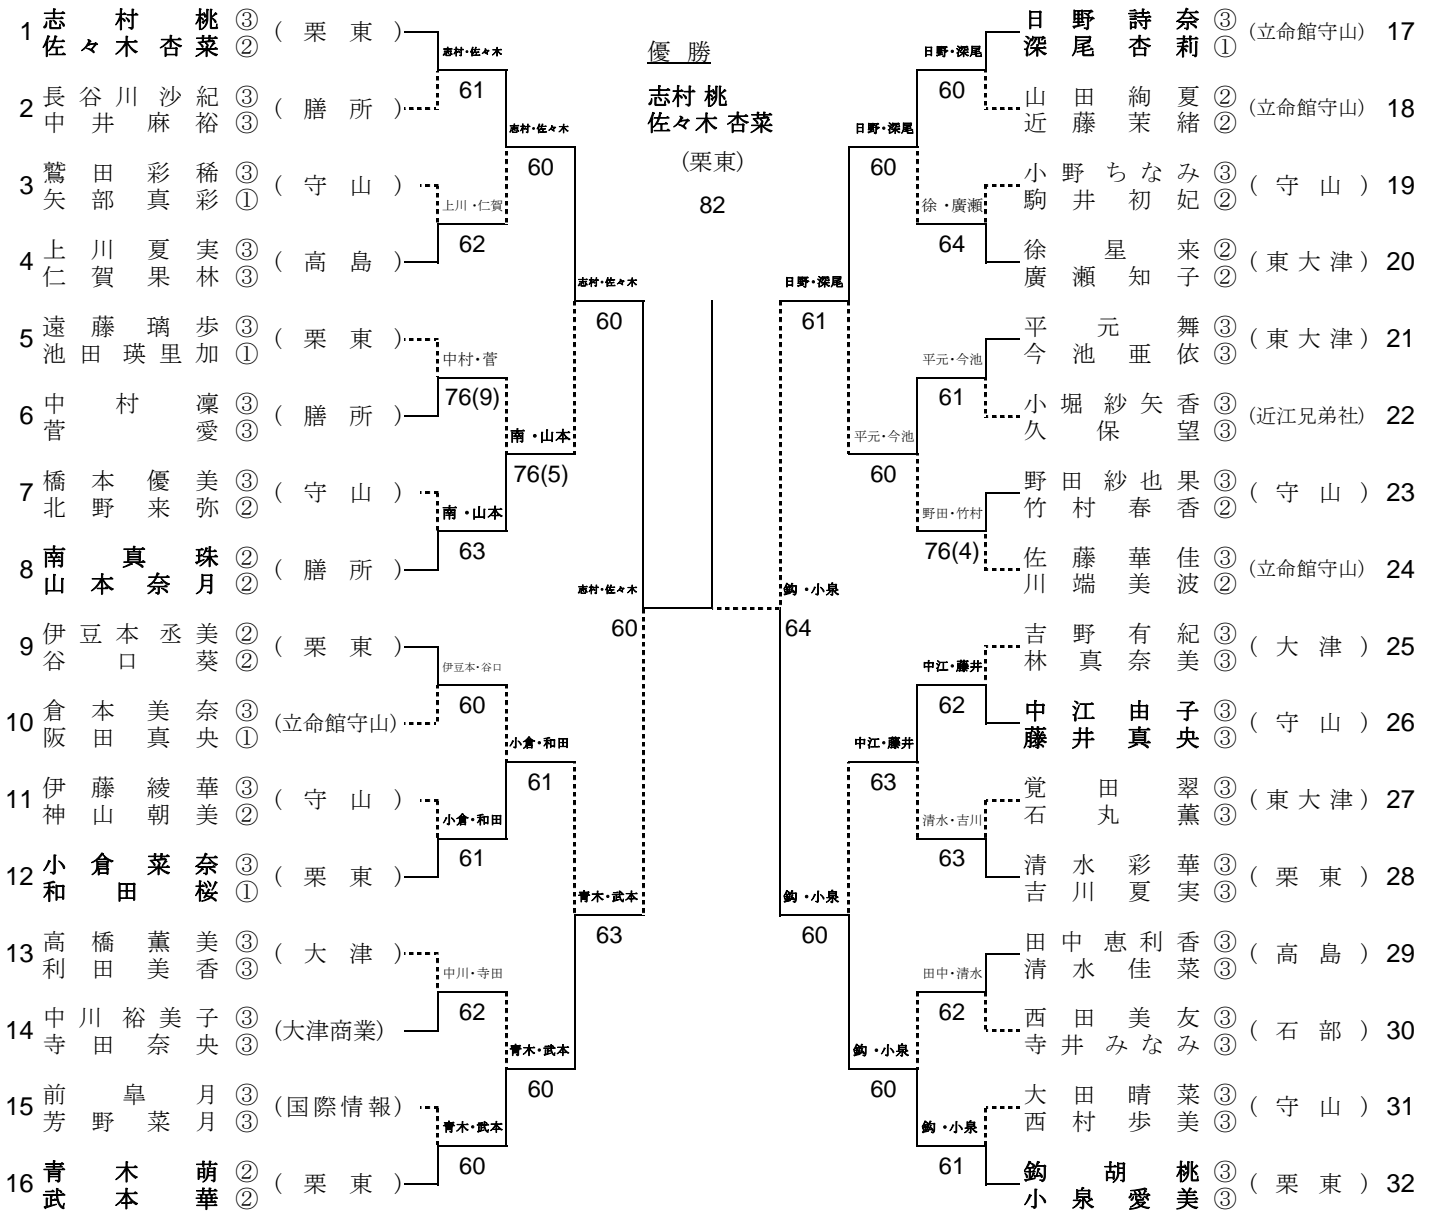 1 志村桃 ③ (栗東)
佐々木杏菜 ②
2 長谷川沙紀 ③ (膳所)
中井麻裕 ③
3 鷲田彩稀 ③ (守山)
矢部真彩 ①
4 上川夏実 ③ (高島)
仁賀果林 ③
5 遠藤璃歩 ③ (栗東)
池田瑛里加 ①
6 中村凜 ③ (膳所)
菅愛 ③
7 橋本優美 ③ (守山)
北野来弥 ②
8 南真珠 ② (膳所)
山本奈月 ②
9 伊豆本丞美 ② (栗東)
谷口葵 ②
10 倉本美奈 ③ (立命館守山)
阪田真央 ①
11 伊藤綾華 ③ (守山)
神山朝美 ②
12 小倉菜奈 ③ (栗東)
和田桜 ①
13 高橋薫美 ③ (大津)
利田美香 ③
14 中川裕美子 ③ (大津商業)
寺田奈央 ③
15 前皐月 ③ (国際情報)
芳野菜月 ③
16 青木萌 ② (栗東)
武本華 ②
志村・佐々木
61
上川・仁賀
62
中村・菅
76(9)
南・山本
63
伊豆本・谷口
60
小倉・和田
61
中川・寺田
62
青木・武本
60
志村・佐々木
60
南・山本
76(5)
小倉・和田
61
青木・武本
60
志村・佐々木
60
青木・武本
63
志村・佐々木
60
優勝
志村 桃
佐々木 杏菜
(栗東)
82
鈎・小泉
64
日野・深尾
61
鈎・小泉
60
日野・深尾
60
平元・今池
60
中江・藤井
63
鈎・小泉
60
日野・深尾
60
徐・廣瀬
64
平元・今池
61
野田・竹村
76(4)
中江・藤井
62
清水・吉川
63
田中・清水
62
鈎・小泉
61
日野詩奈 ③ (立命館守山) 17
深尾杏莉 ①
山田絢夏 ② (立命館守山) 18
近藤茉緒 ②
小野ちなみ ③ (守山) 19
駒井初妃 ②
徐星来 ② (東大津) 20
廣瀬知子 ②
平元舞 ③ (東大津) 21
今池亜依 ③
小堀紗矢香 ③ (近江兄弟社) 22
久保望 ③
野田紗也果 ③ (守山) 23
竹村春香 ②
佐藤華佳 ③ (立命館守山) 24
川端美波 ②
吉野有紀 ③ (大津) 25
林真奈美 ③
中江由子 ③ (守山) 26
藤井真央 ③
覚田翠 ③ (東大津) 27
石丸薫 ③
清水彩華 ③ (栗東) 28
吉川夏実 ③
田中恵利香 ③ (高島) 29
清水佳菜 ③
西田美友 ③ (石部) 30
寺井みなみ ③
大田晴菜 ③ (守山) 31
西村歩美 ③
鈎胡桃 ③ (栗東) 32
小泉愛美 ③